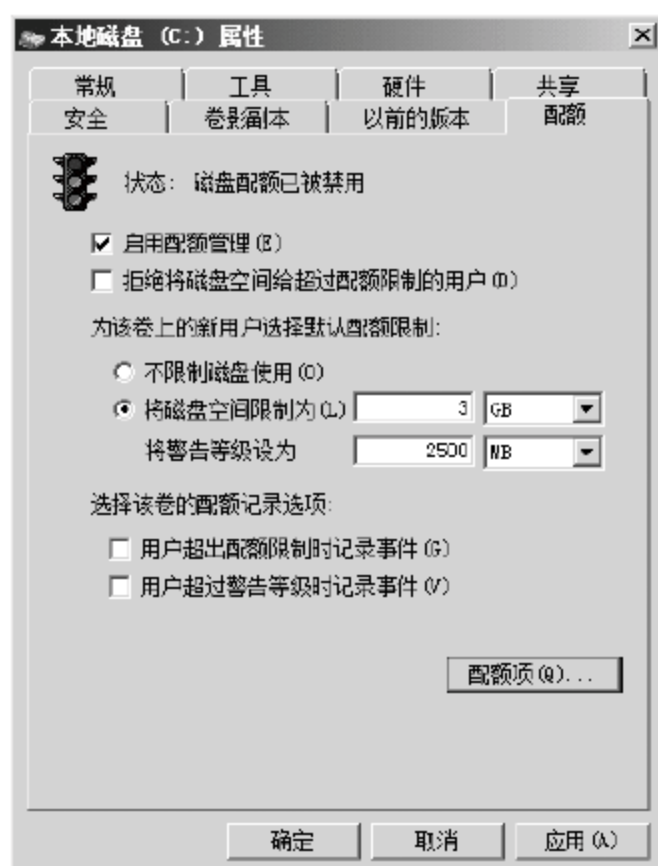 本地磁盘 (C:) 属性
常规 工具 硬件 共享
安全 卷影副本 以前的版本 配额
状态: 磁盘配额已被禁用
启用配额管理(E)
拒绝将磁盘空间给超过配额限制的用户(D)
为该卷上的新用户选择默认配额限制:
不限制磁盘使用(O)
将磁盘空间限制为(L) 3 GB
将警告等级设为 2500 MB
选择该卷的配额记录选项:
用户超出配额限制时记录事件(G)
用户超过警告等级时记录事件(V)
配额项(Q)...
确定 取消 应用(A)